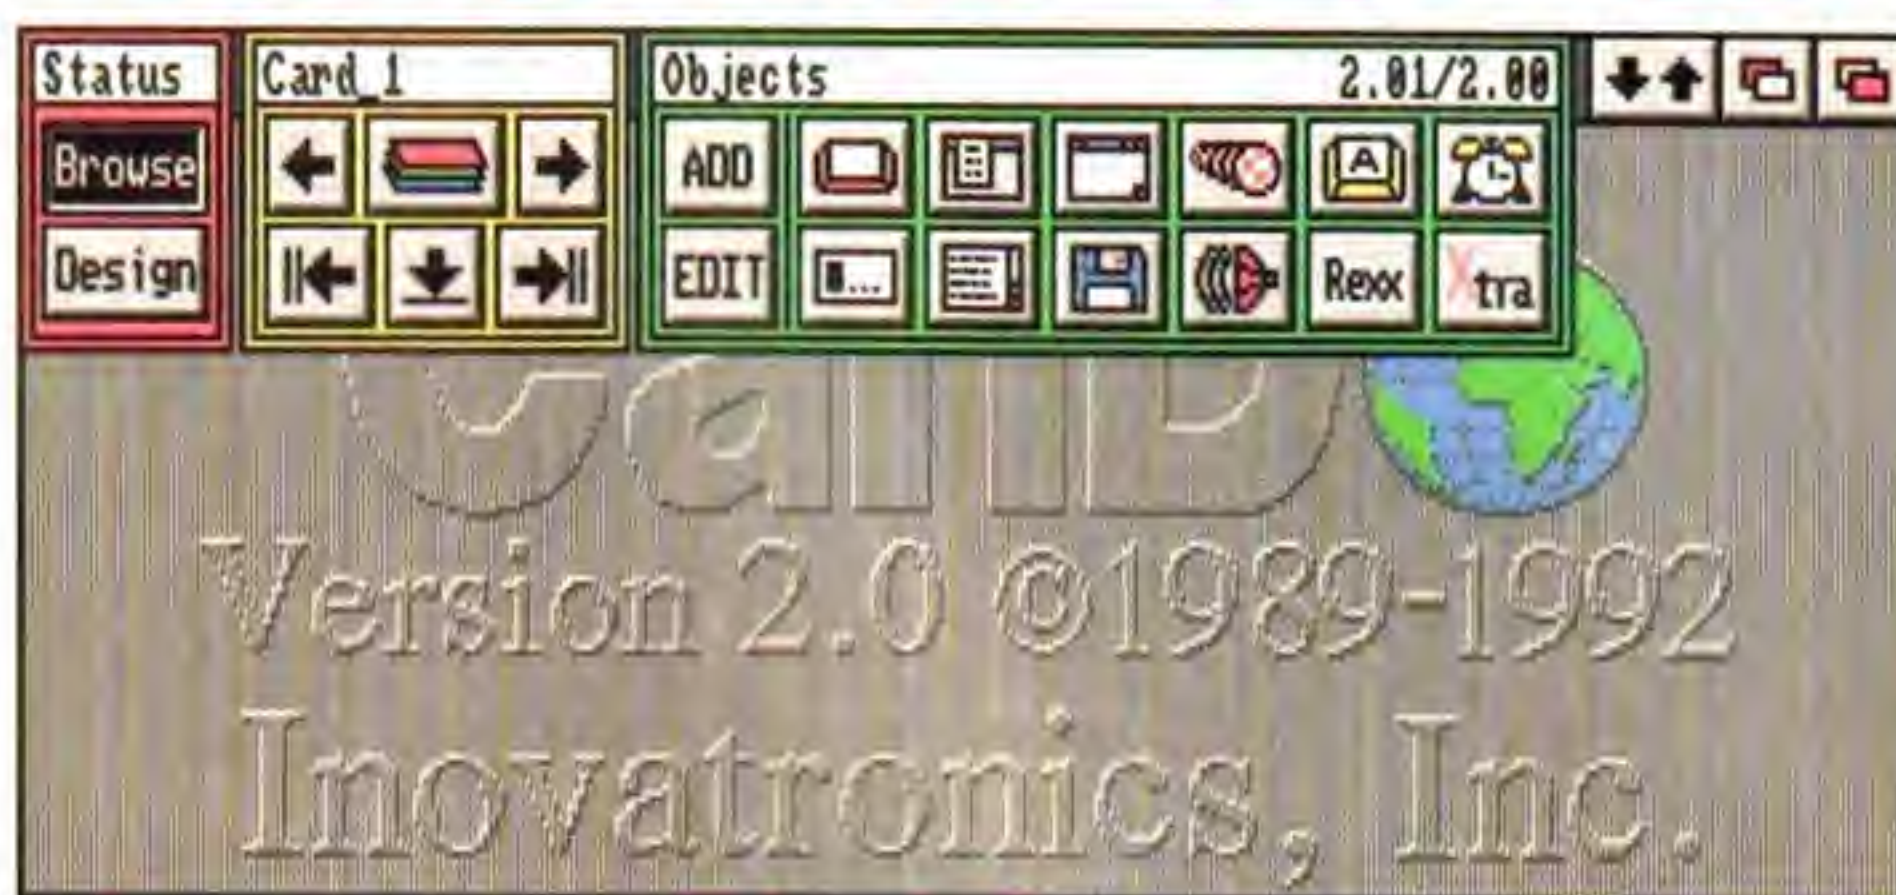 Status Card_1 Objects 2.01/2.00
Browse ADD A
Design EDIT Rexx Xtra
CanD
Version 2.0 ©1989-1992
Inovatronics, Inc.